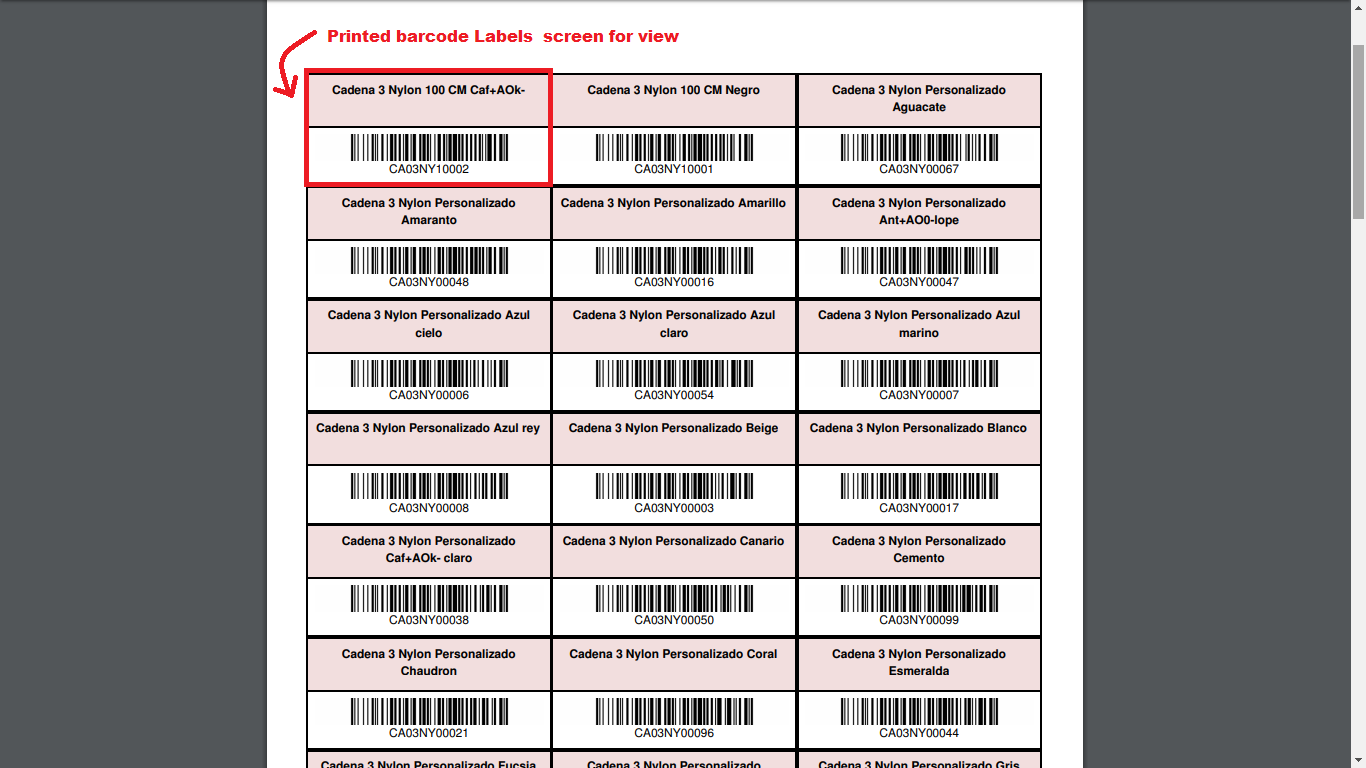 Printed barcode Labels  screen for view
Cadena 3 Nylon 100 CM Caf+AOk-
CA03NY10002
Cadena 3 Nylon 100 CM Negro
CA03NY10001
Cadena 3 Nylon Personalizado
Aguacate
CA03NY00067
Cadena 3 Nylon Personalizado
Amaranto
CA03NY00048
Cadena 3 Nylon Personalizado Amarillo
CA03NY00016
Cadena 3 Nylon Personalizado
Ant+AO0-lope
CA03NY00047
Cadena 3 Nylon Personalizado Azul
cielo
CA03NY00006
Cadena 3 Nylon Personalizado Azul
claro
CA03NY00054
Cadena 3 Nylon Personalizado Azul
marino
CA03NY00007
Cadena 3 Nylon Personalizado Azul rey
CA03NY00008
Cadena 3 Nylon Personalizado Beige
CA03NY00003
Cadena 3 Nylon Personalizado Blanco
CA03NY00017
Cadena 3 Nylon Personalizado
Caf+AOk- claro
CA03NY00038
Cadena 3 Nylon Personalizado Canario
CA03NY00050
Cadena 3 Nylon Personalizado
Cemento
CA03NY00099
Cadena 3 Nylon Personalizado
Chaudron
CA03NY00021
Cadena 3 Nylon Personalizado Coral
CA03NY00096
Cadena 3 Nylon Personalizado
Esmeralda
CA03NY00044
Cadena 3 Nylon Personalizado Fucsia
Cadena 3 Nylon Personalizado
Cadena 3 Nylon Personalizado Gris